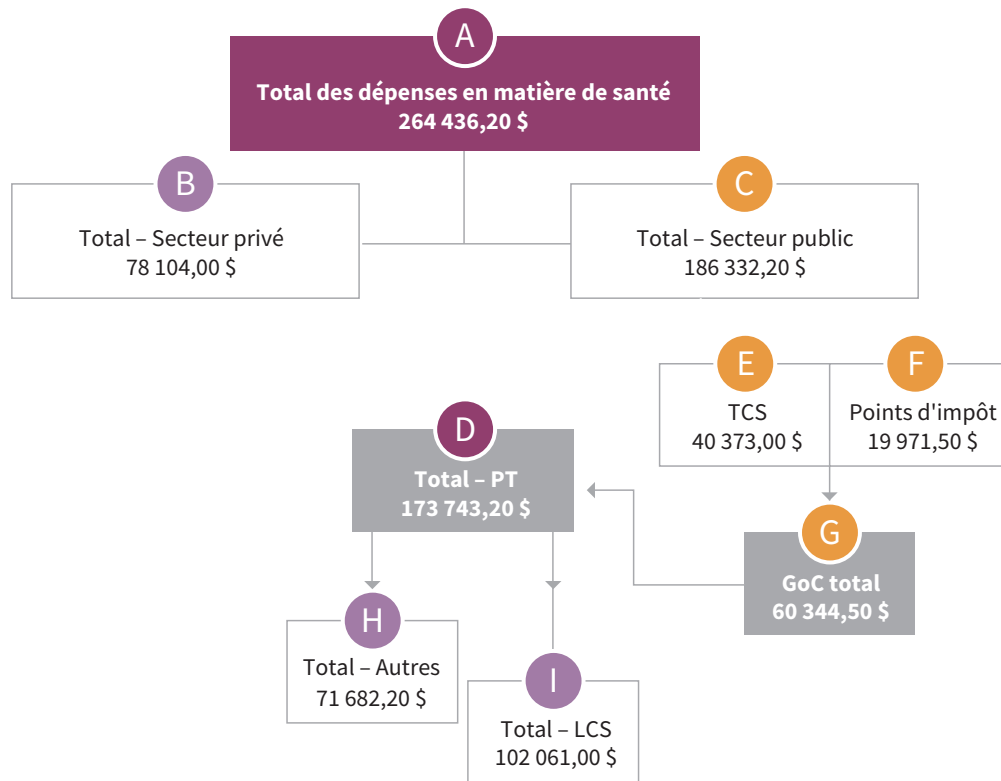 A
Total des dépenses en matière de santé
264 436,20 $
B
Total – Secteur privé
78 104,00 $
C
Total – Secteur public
186 332,20 $
E
TCS
40 373,00 $
F
Points d'impôt
19 971,50 $
D
Total – PT
173 743,20 $
G
GoC total
60 344,50 $
H
Total – Autres
71 682,20 $
I
Total – LCS
102 061,00 $